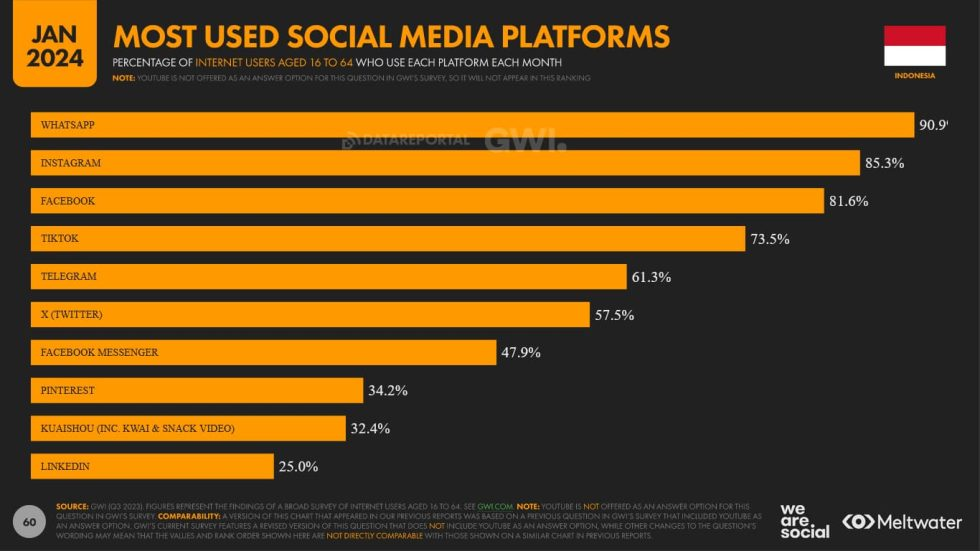 JAN
2024
MOST USED SOCIAL MEDIA PLATFORMS
PERCENTAGE OF INTERNET USERS AGED 16 TO 64 WHO USE EACH PLATFORM EACH MONTH
NOTE: YOUTUBE IS NOT OFFERED AS AN ANSWER OPTION FOR THIS QUESTION IN GWI'S SURVEY, SO IT WILL NOT APPEAR IN THIS RANKING
INDONESIA
WHATSAPP 90.9
DATAREPORTAL GWI.
INSTAGRAM 85.3%
FACEBOOK 81.6%
TIKTOK 73.5%
TELEGRAM 61.3%
X (TWITTER) 57.5%
FACEBOOK MESSENGER 47.9%
PINTEREST 34.2%
KUAISHOU (INC. KWAI & SNACK VIDEO) 32.4%
LINKEDIN 25.0%
60
SOURCE: GWI (Q3 2023). FIGURES REPRESENT THE FINDINGS OF A BROAD SURVEY OF INTERNET USERS AGED 16 TO 64. SEE GWI.COM. NOTE: YOUTUBE IS NOT OFFERED AS AN ANSWER OPTION FOR THIS
QUESTION IN GWI'S SURVEY. COMPARABILITY: A VERSION OF THIS CHART THAT APPEARED IN OUR PREVIOUS REPORTS WAS BASED ON A PREVIOUS QUESTION IN GWI'S SURVEY THAT INCLUDED YOUTUBE AS
AN ANSWER OPTION. GWI'S CURRENT SURVEY FEATURES A REVISED VERSION OF THIS QUESTION THAT DOES NOT INCLUDE YOUTUBE AS AN ANSWER OPTION, WHILE OTHER CHANGES TO THE QUESTION'S
WORDING MAY MEAN THAT THE VALUES AND RANK ORDER SHOWN HERE ARE NOT DIRECTLY COMPARABLE WITH THOSE SHOWN ON A SIMILAR CHART IN PREVIOUS REPORTS.
we
are
social
Meltwater